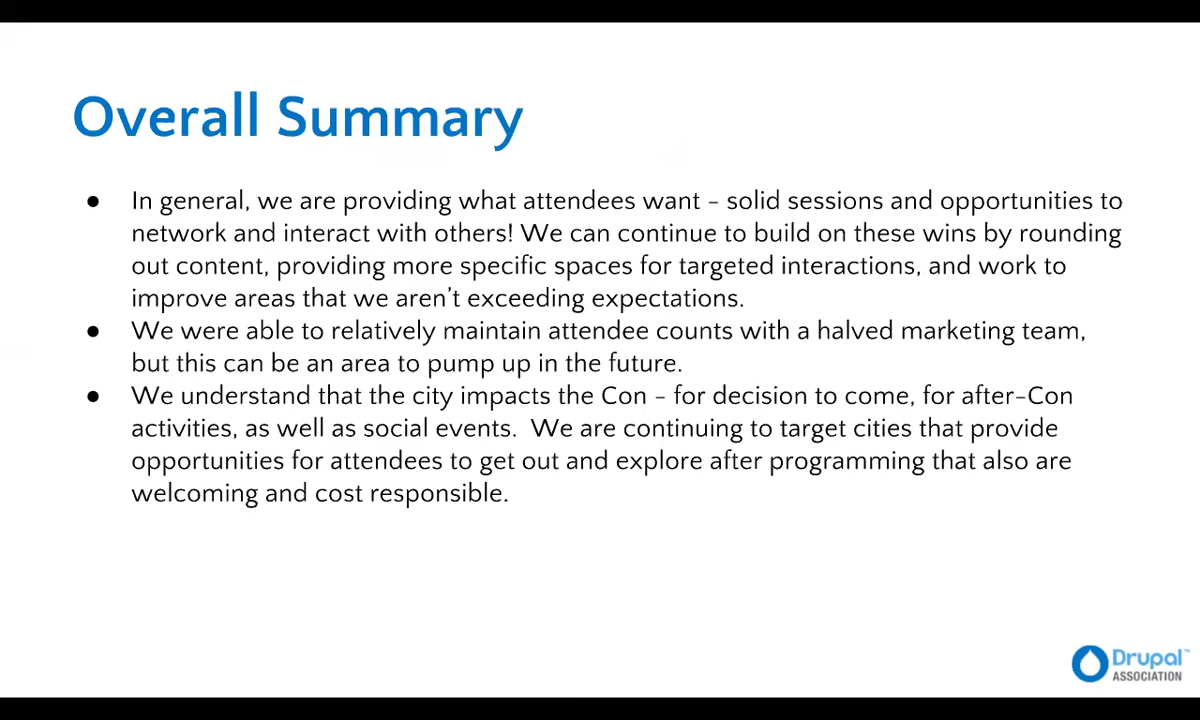 Overall Summary
● In general, we are providing what attendees want – solid sessions and opportunities to
network and interact with others! We can continue to build on these wins by rounding
out content, providing more specific spaces for targeted interactions, and work to
improve areas that we aren't exceeding expectations.
● We were able to relatively maintain attendee counts with a halved marketing team,
but this can be an area to pump up in the future.
● We understand that the city impacts the Con – for decision to come, for after-Con
activities, as well as social events.  We are continuing to target cities that provide
opportunities for attendees to get out and explore after programming that also are
welcoming and cost responsible.
Drupal™
ASSOCIATION